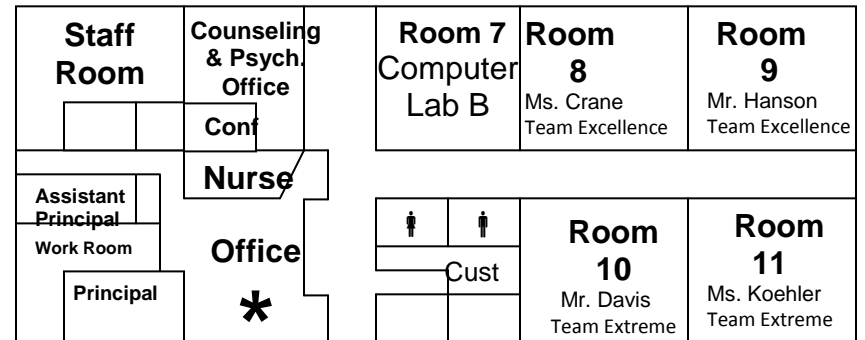 Staff
Room
Counseling
& Psych.
Office
Conf
Room 7
Computer
Lab B
Room
8
Ms. Crane
Team Excellence
Room
9
Mr. Hanson
Team Excellence
Nurse
Assistant
Principal
Work Room
Principal
Office
*
Cust
Room
10
Mr. Davis
Team Extreme
Room
11
Ms. Koehler
Team Extreme